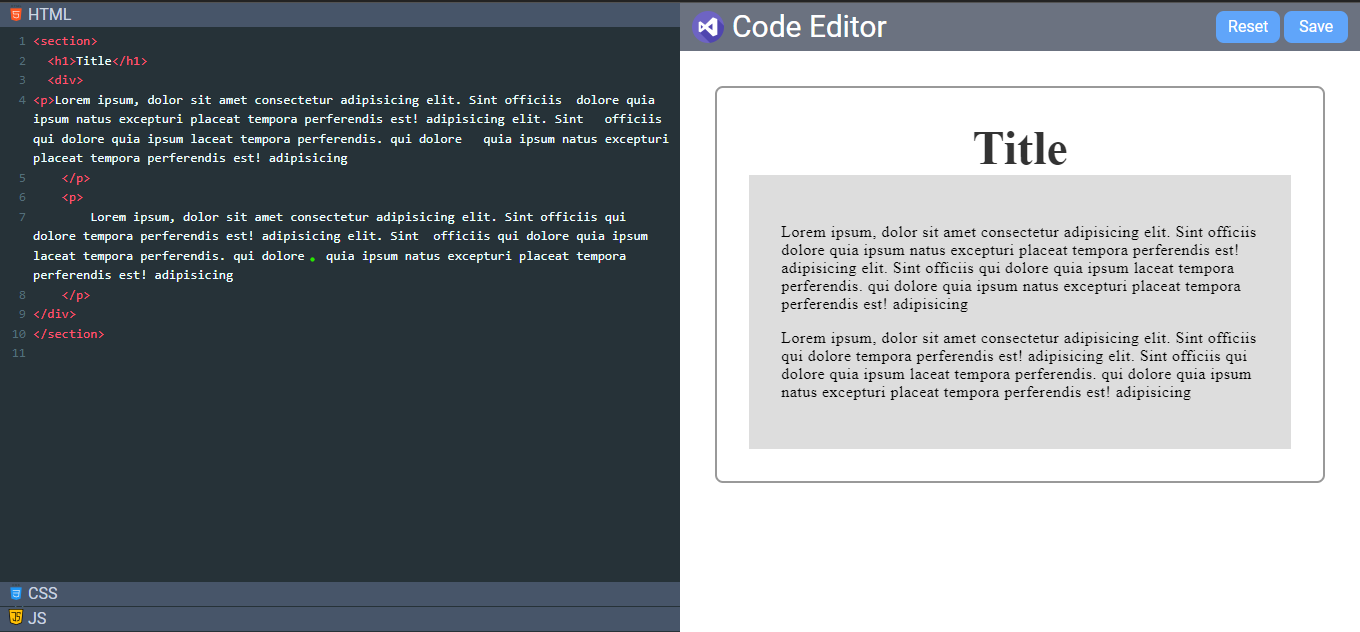 HTML
1 <section>
2 <h1>Title</h1>
3 <div>
4 <p>Lorem ipsum, dolor sit amet consectetur adipisicing elit. Sint officiis dolore quia
ipsum natus excepturi placeat tempora perferendis est! adipisicing elit. Sint officiis
qui dolore quia ipsum laceat tempora perferendis. qui dolore quia ipsum natus excepturi
placeat tempora perferendis est! adipisicing
5 </p>
6 <p>
7 Lorem ipsum, dolor sit amet consectetur adipisicing elit. Sint officiis qui
dolore tempora perferendis est! adipisicing elit. Sint officiis qui dolore quia ipsum
laceat tempora perferendis. qui dolore quia ipsum natus excepturi placeat tempora
perferendis est! adipisicing
8 </p>
9 </div>
10 </section>
11
CSS
JS
Code Editor
Reset Save
Title
Lorem ipsum, dolor sit amet consectetur adipisicing elit. Sint officiis
dolore quia ipsum natus excepturi placeat tempora perferendis est!
adipisicing elit. Sint officiis qui dolore quia ipsum laceat tempora
perferendis. qui dolore quia ipsum natus excepturi placeat tempora
perferendis est! adipisicing
Lorem ipsum, dolor sit amet consectetur adipisicing elit. Sint officiis
qui dolore tempora perferendis est! adipisicing elit. Sint officiis qui
dolore quia ipsum laceat tempora perferendis. qui dolore quia ipsum
natus excepturi placeat tempora perferendis est! adipisicing